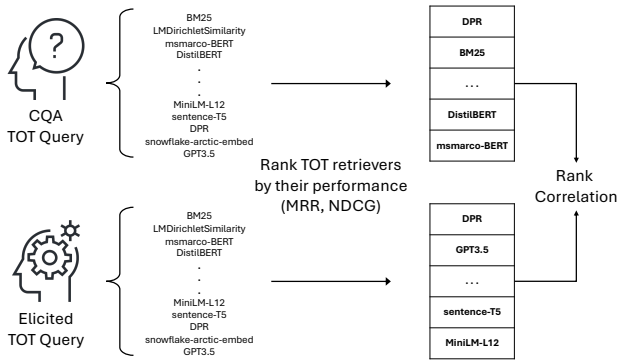 ?
CQA
TOT Query
BM25
LMDirichletSimilarity
msmarco-BERT
DistilBERT
.
.
.
MiniLM-L12
sentence-T5
DPR
snowflake-arctic-embed
GPT3.5
DPR
BM25
...
DistilBERT
msmarco-BERT
Rank TOT retrievers
by their performance
(MRR, NDCG)
Rank
Correlation
Elicited
TOT Query
BM25
LMDirichletSimilarity
msmarco-BERT
DistilBERT
.
.
.
MiniLM-L12
sentence-T5
DPR
snowflake-arctic-embed
GPT3.5
DPR
GPT3.5
...
sentence-T5
MiniLM-L12